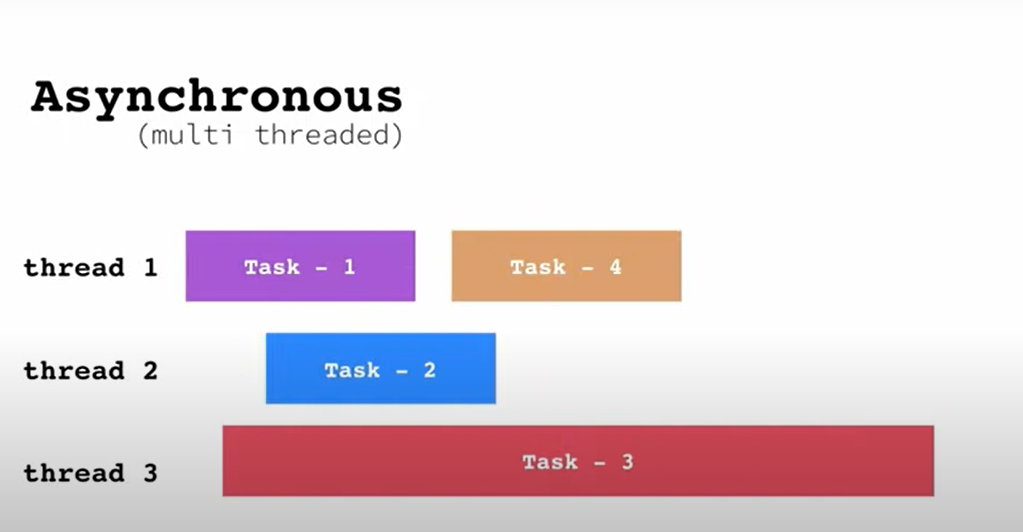 Asynchronous
(multi threaded)
thread 1 Task - 1 Task - 4
thread 2 Task - 2
thread 3 Task - 3